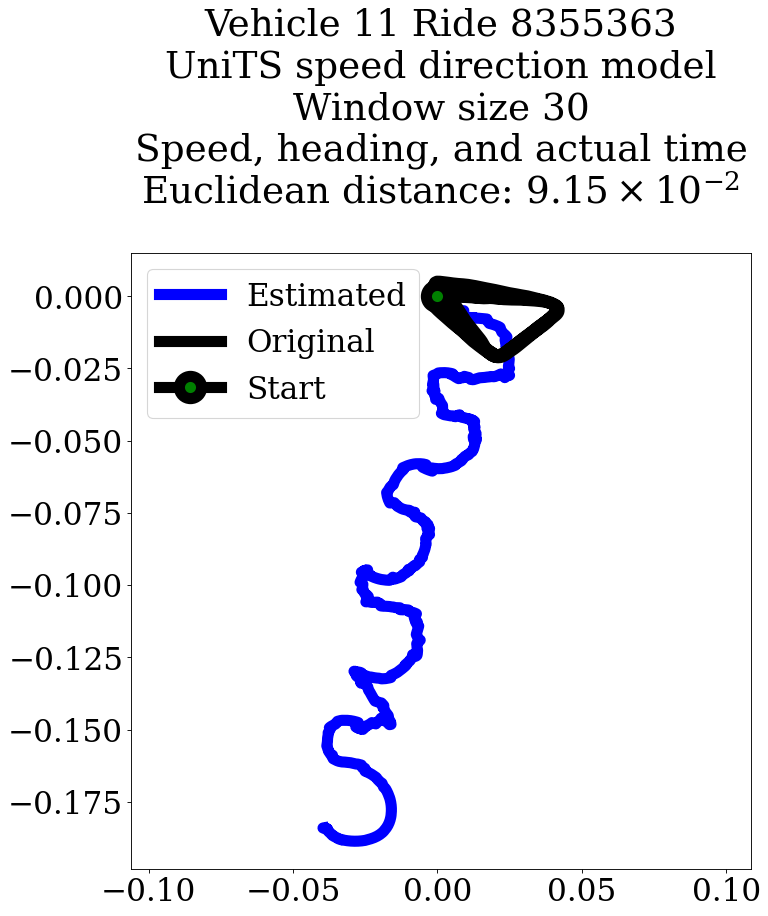 Vehicle 11 Ride 8355363
UniTS speed direction model
Window size 30
Speed, heading, and actual time
Euclidean distance: 9.15 × 10⁻²
Estimated
Original
Start
0.000
−0.025
−0.050
−0.075
−0.100
−0.125
−0.150
−0.175
−0.10 −0.05 0.00 0.05 0.10